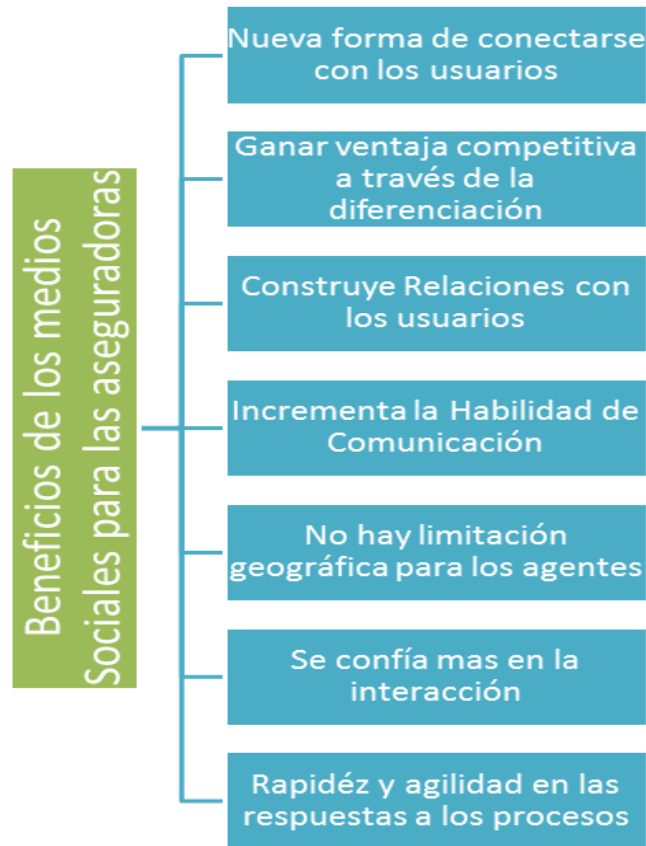 Beneficios de los medios
Sociales para las aseguradoras
Nueva forma de conectarse
con los usuarios
Ganar ventaja competitiva
a través de la
diferenciación
Construye Relaciones con
los usuarios
Incrementa la Habilidad de
Comunicación
No hay limitación
geográfica para los agentes
Se confía mas en la
interacción
Rapidéz y agilidad en las
respuestas a los procesos